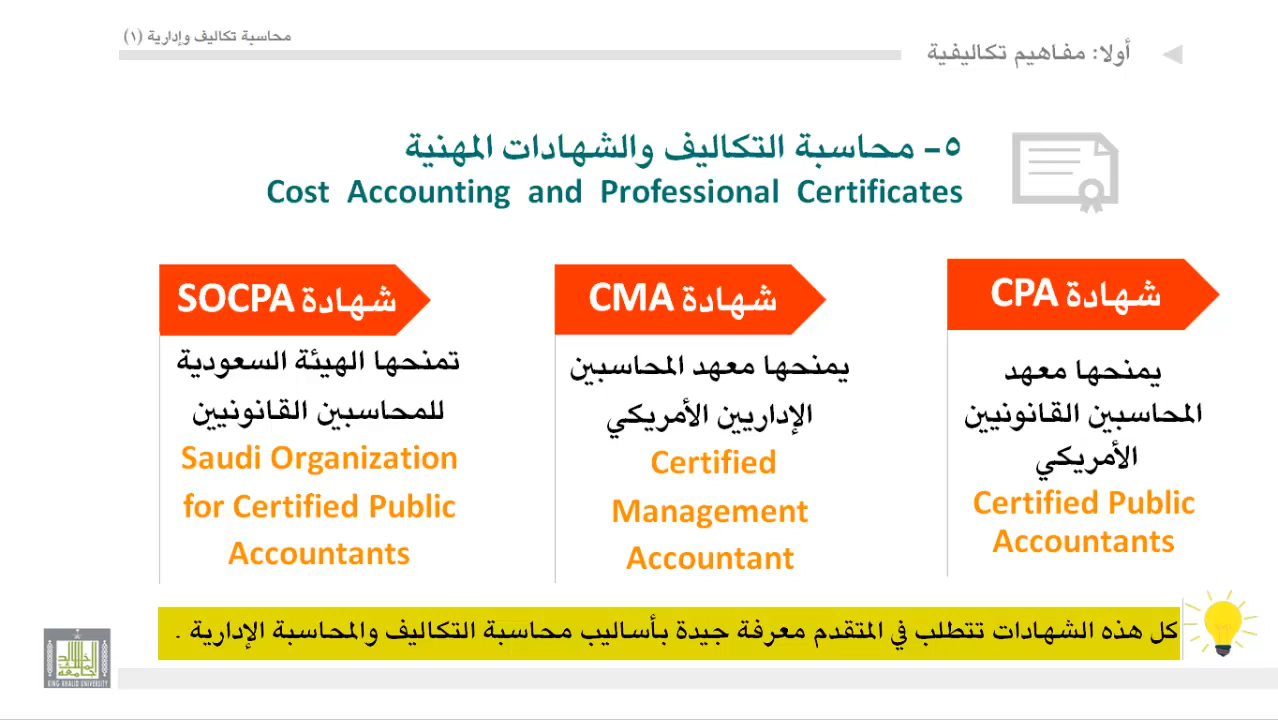 محاسبة تكاليف وإدارية (١)
أولا: مفاهيم تكاليفية
٥- محاسبة التكاليف والشهادات المهنية
Cost Accounting and Professional Certificates
شهادة CPA
يمنحها معهد
المحاسبين القانونيين
الأمريكي
Certified Public
Accountants
شهادة CMA
يمنحها معهد المحاسبين
الإداريين الأمريكي
Certified
Management
Accountant
شهادة SOCPA
تمنحها الهيئة السعودية
للمحاسبين القانونيين
Saudi Organization
for Certified Public
Accountants
كل هذه الشهادات تتطلب في المتقدم معرفة جيدة بأساليب محاسبة التكاليف والمحاسبة الإدارية .
KING KHALID UNIVERSITY